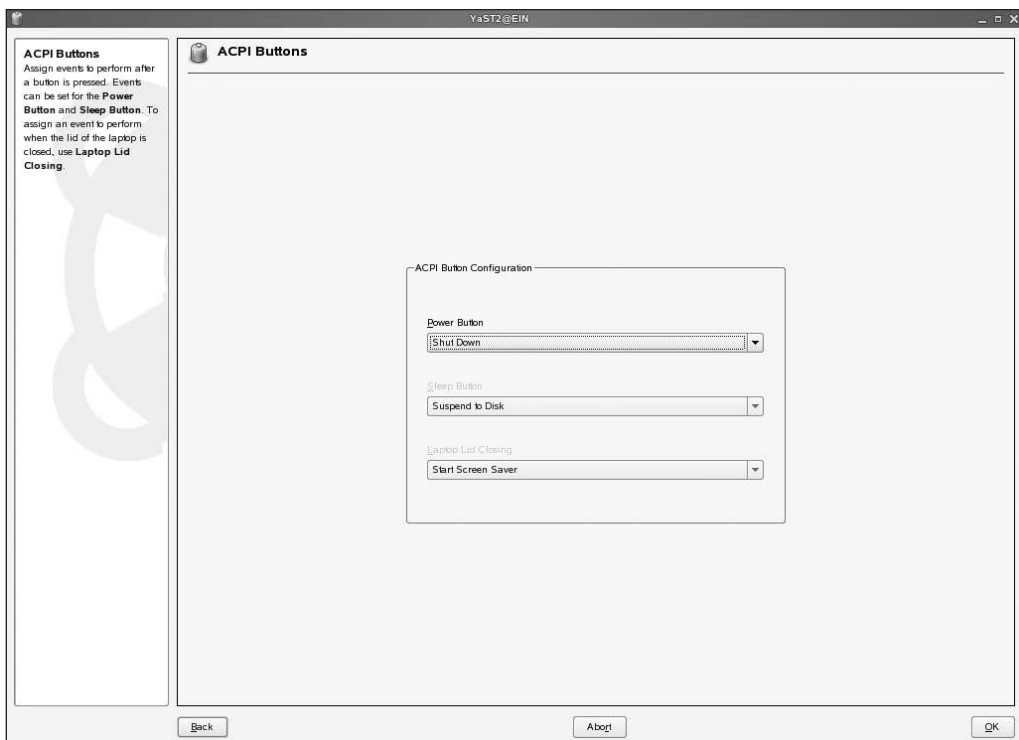 YaST2@EIN
ACPI Buttons
Assign events to perform after
a button is pressed. Events
can be set for the Power
Button and Sleep Button. To
assign an event to perform
when the lid of the laptop is
closed, use Laptop Lid
Closing.
ACPI Buttons
ACPI Button Configuration
Power Button
Shut Down
Sleep Button
Suspend to Disk
Laptop Lid Closing
Start Screen Saver
Back
Abort
OK